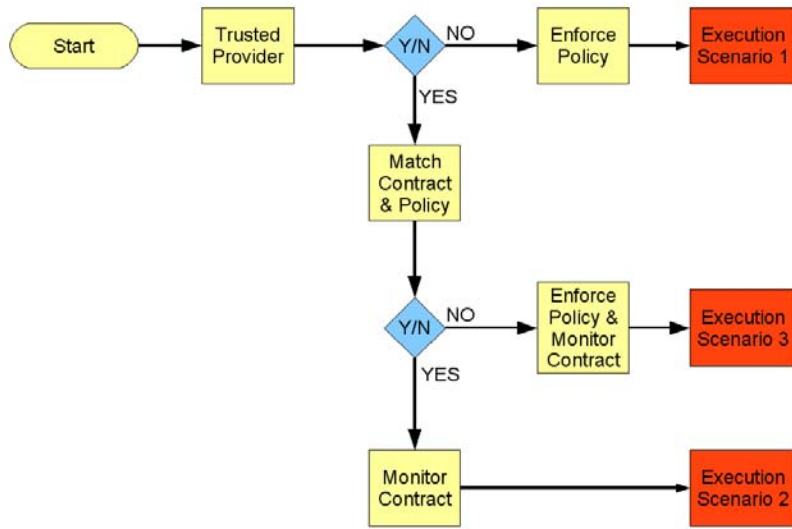 Start
Trusted
Provider
Y/N
NO
Enforce
Policy
Execution
Scenario 1
YES
Match
Contract
& Policy
Y/N
NO
Enforce
Policy &
Monitor
Contract
Execution
Scenario 3
YES
Monitor
Contract
Execution
Scenario 2